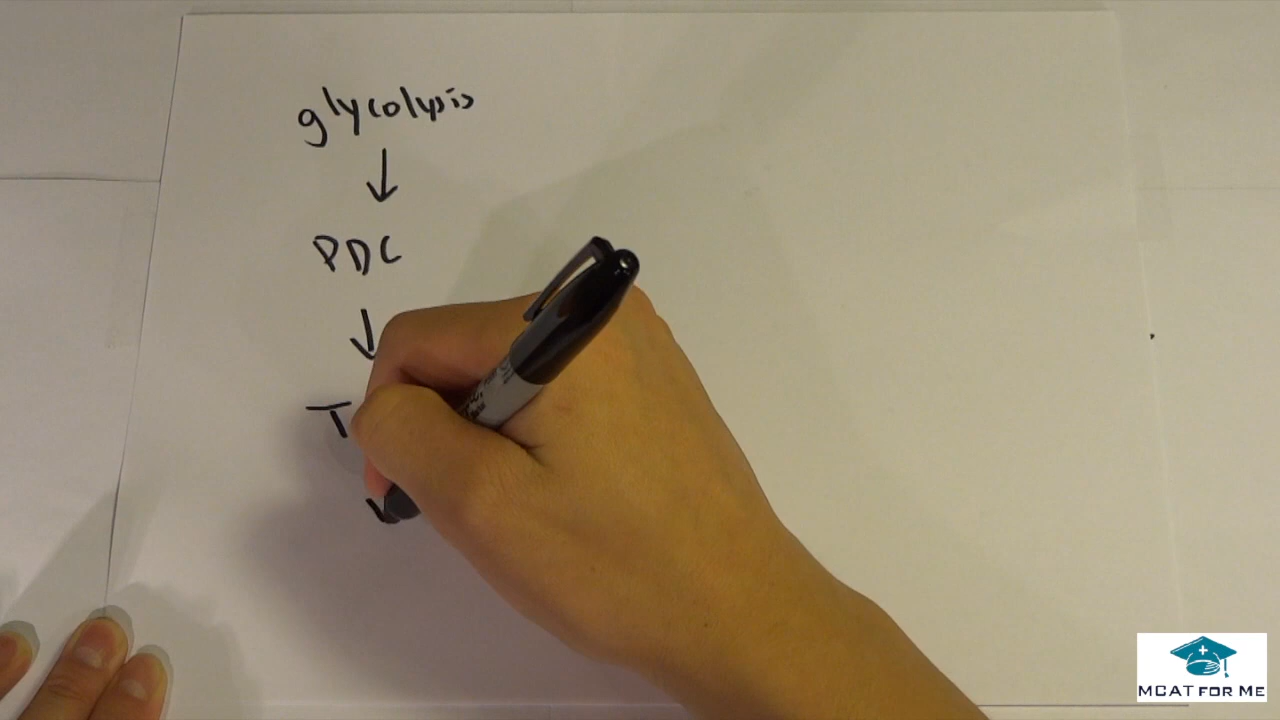 glycolysis
↓
PDC
↓
T
MCAT FOR ME